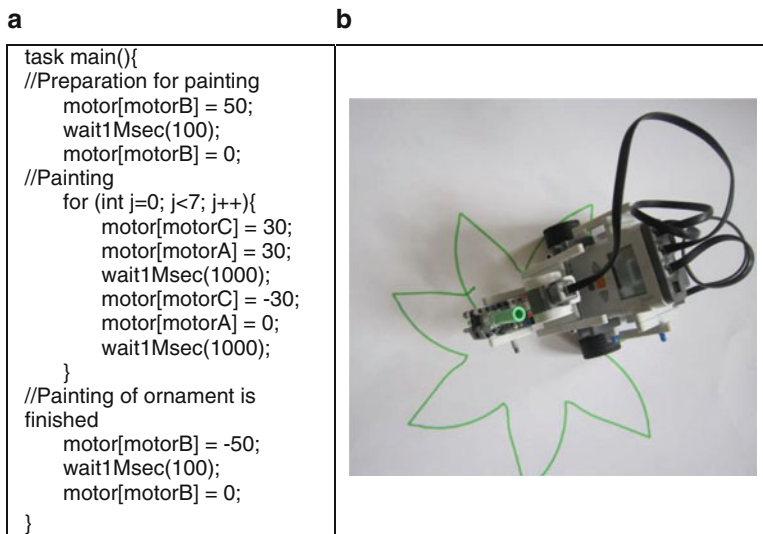 a
b
task main(){
//Preparation for painting
motor[motorB] = 50;
wait1Msec(100);
motor[motorB] = 0;
//Painting
for (int j=0; j<7; j++){
motor[motorC] = 30;
motor[motorA] = 30;
wait1Msec(1000);
motor[motorC] = -30;
motor[motorA] = 0;
wait1Msec(1000);
}
//Painting of ornament is
finished
motor[motorB] = -50;
wait1Msec(100);
motor[motorB] = 0;
}